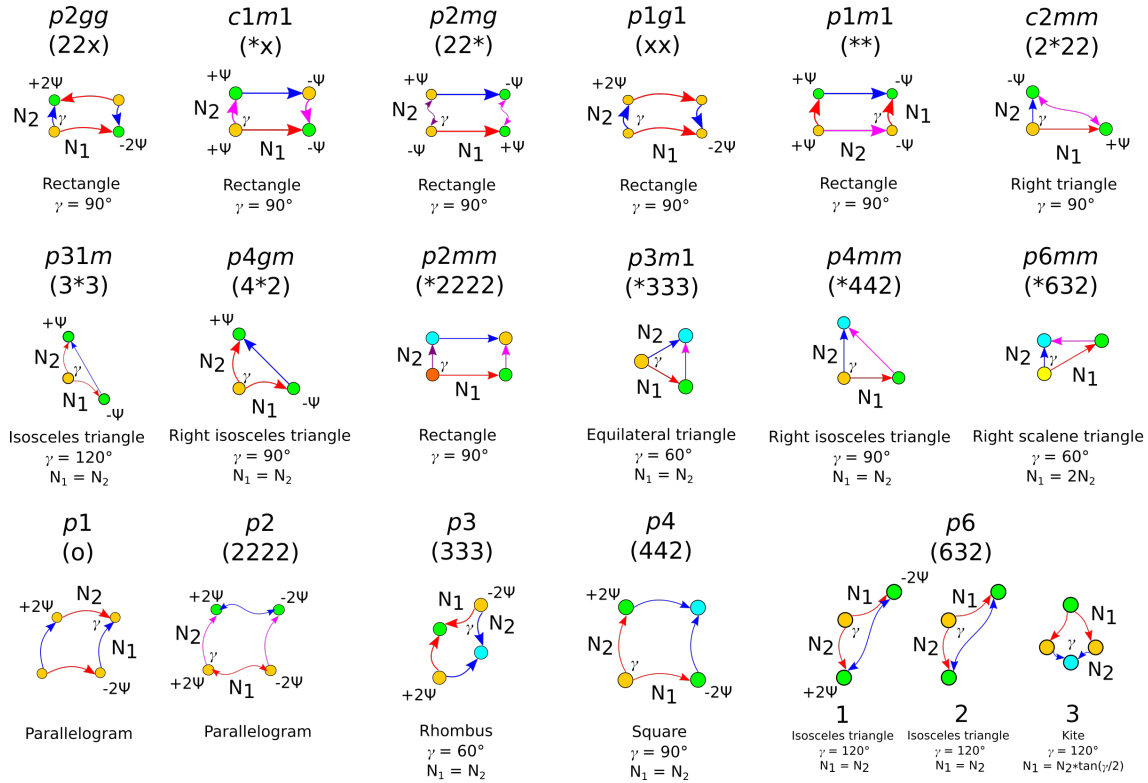 p2gg
(22x)
+2Ψ
N2
γ
N1
-2Ψ
Rectangle
γ = 90°
c1m1
(*x)
+Ψ
-Ψ
N2
γ
+Ψ
N1
-Ψ
Rectangle
γ = 90°
p2mg
(22*)
+Ψ
-Ψ
N2
γ
-Ψ
N1
+Ψ
Rectangle
γ = 90°
p1g1
(xx)
+2Ψ
N2
γ
N1
-2Ψ
Rectangle
γ = 90°
p1m1
(**)
+Ψ
-Ψ
γ
N1
+Ψ
N2
-Ψ
Rectangle
γ = 90°
c2mm
(2*22)
-Ψ
N2
γ
N1
+Ψ
Right triangle
γ = 90°
p31m
(3*3)
+Ψ
N2
γ
N1
-Ψ
Isosceles triangle
γ = 120°
N1 = N2
p4gm
(4*2)
+Ψ
N2
γ
N1
-Ψ
Right isosceles triangle
γ = 90°
N1 = N2
p2mm
(*2222)
N2
γ
N1
Rectangle
γ = 90°
p3m1
(*333)
N2
γ
N1
Equilateral triangle
γ = 60°
N1 = N2
p4mm
(*442)
N2
γ
N1
Right isosceles triangle
γ = 90°
N1 = N2
p6mm
(*632)
N2
γ
N1
Right scalene triangle
γ = 60°
N1 = 2N2
p1
(o)
N2
+2Ψ
γ
N1
-2Ψ
Parallelogram
p2
(2222)
+2Ψ
-2Ψ
N2
γ
+2Ψ
N1
-2Ψ
Parallelogram
p3
(333)
-2Ψ
N1
γ
N2
+2Ψ
Rhombus
γ = 60°
N1 = N2
p4
(442)
+2Ψ
N2
γ
N1
-2Ψ
Square
γ = 90°
N1 = N2
p6
(632)
-2Ψ
N1
γ
N2
+2Ψ
1
Isosceles triangle
γ = 120°
N1 = N2
N1
γ
N2
2
Isosceles triangle
γ = 120°
N1 = N2
N1
γ
N2
3
Kite
γ = 120°
N1 = N2*tan(γ/2)